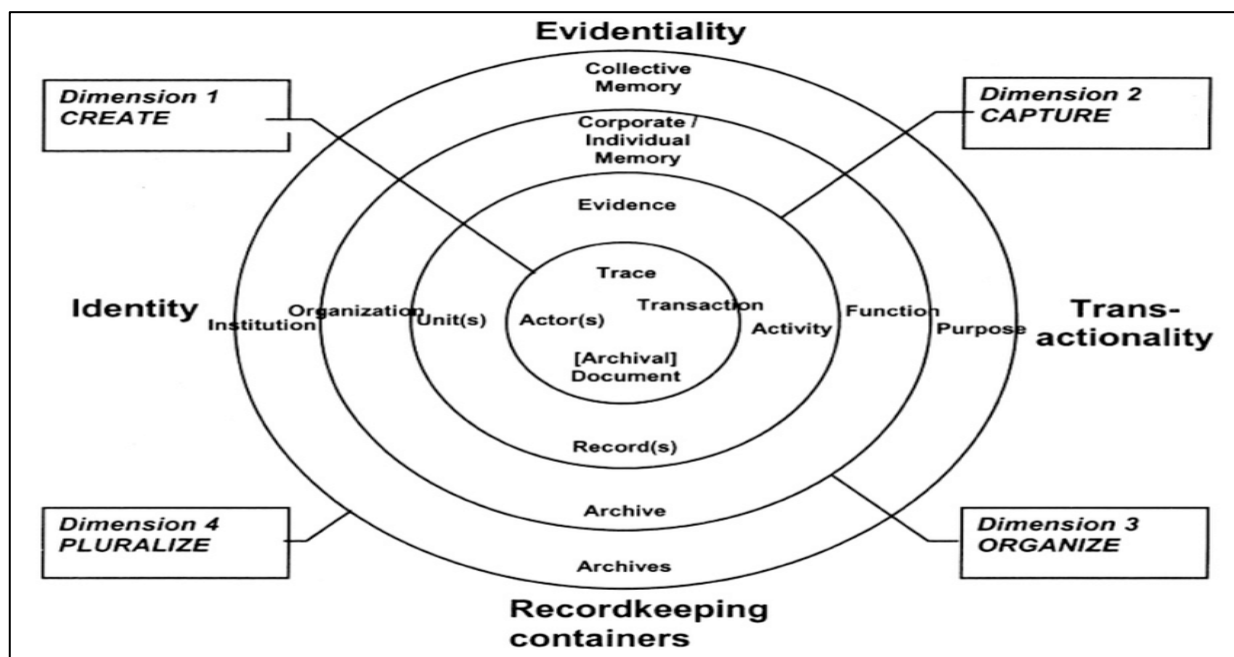 Evidentiality
Collective
Memory
Dimension 1
CREATE
Dimension 2
CAPTURE
Corporate /
Individual
Memory
Evidence
Trace
Identity
Institution
Organization
Unit(s)
Actor(s)
Transaction
Activity
Function
Purpose
Trans-
actionality
[Archival]
Document
Record(s)
Archive
Archives
Dimension 4
PLURALIZE
Dimension 3
ORGANIZE
Recordkeeping
containers